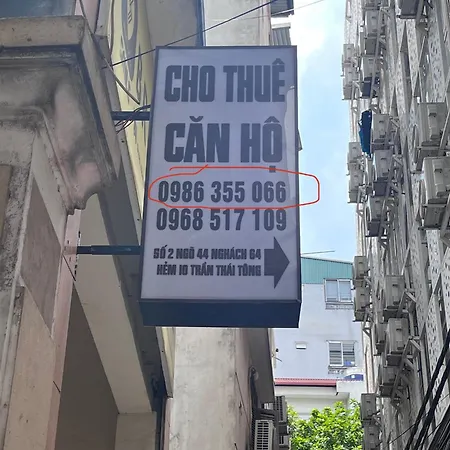 CHO THUÊ
CĂN HỘ
0986 355 066
0968 517 109
SỐ 2 NGÕ 44 NGHÁCH 64
HẺM 10 TRẦN THÁI TÔNG